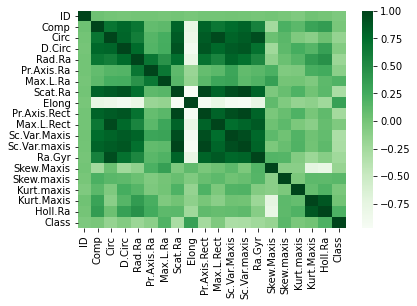 ID
Comp
Circ
D.Circ
Rad.Ra
Pr.Axis.Ra
Max.L.Ra
Scat.Ra
Elong
Pr.Axis.Rect
Max.L.Rect
Sc.Var.Maxis
Sc.Var.maxis
Ra.Gyr
Skew.Maxis
Skew.maxis
Kurt.maxis
Kurt.Maxis
Holl.Ra
Class
ID
Comp
Circ
D.Circ
Rad.Ra
Pr.Axis.Ra
Max.L.Ra
Scat.Ra
Elong
Pr.Axis.Rect
Max.L.Rect
Sc.Var.Maxis
Sc.Var.maxis
Ra.Gyr
Skew.Maxis
Skew.maxis
Kurt.maxis
Kurt.Maxis
Holl.Ra
Class
1.00
0.75
0.50
0.25
0.00
−0.25
−0.50
−0.75